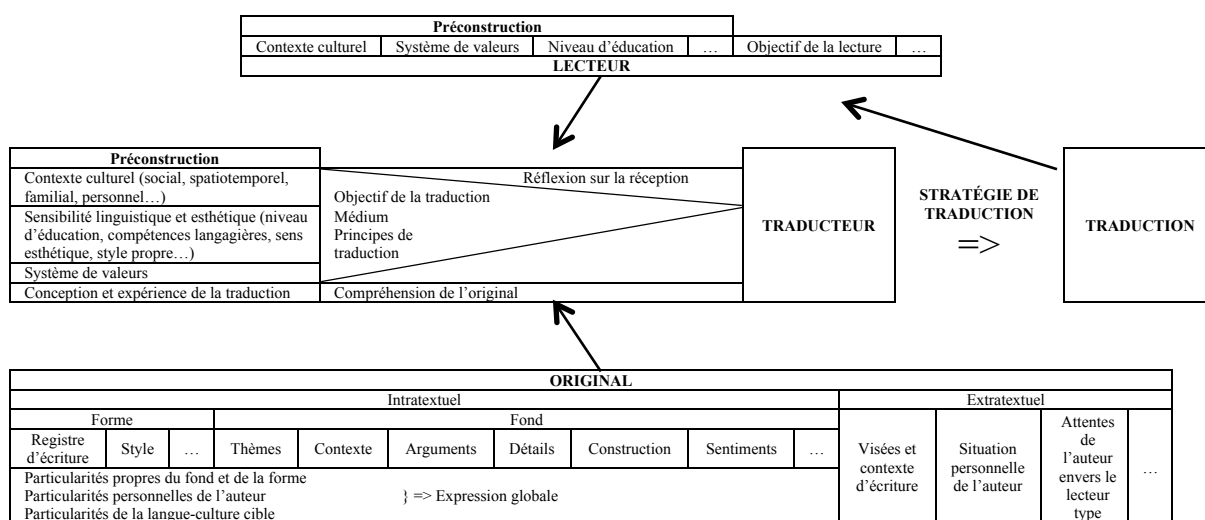 Préconstruction
Contexte culturel Système de valeurs Niveau d’éducation … Objectif de la lecture …
LECTEUR
Préconstruction
Contexte culturel (social, spatiotemporel,
familial, personnel…)
Sensibilité linguistique et esthétique (niveau
d’éducation, compétences langagières, sens
esthétique, style propre…)
Système de valeurs
Conception et expérience de la traduction
Réflexion sur la réception
Objectif de la traduction
Médium
Principes de
traduction
Compréhension de l’original
TRADUCTEUR
STRATÉGIE DE
TRADUCTION
=>
TRADUCTION
ORIGINAL
Intratextuel Extratextuel
Forme Fond
Registre
d’écriture
Style
…
Thèmes
Contexte
Arguments
Détails
Construction
Sentiments
…
Visées et
contexte
d’écriture
Situation
personnelle
de l’auteur
Attentes
de
l’auteur
envers le
lecteur
type
…
Particularités propres du fond et de la forme
Particularités personnelles de l’auteur } => Expression globale
Particularités de la langue-culture cible